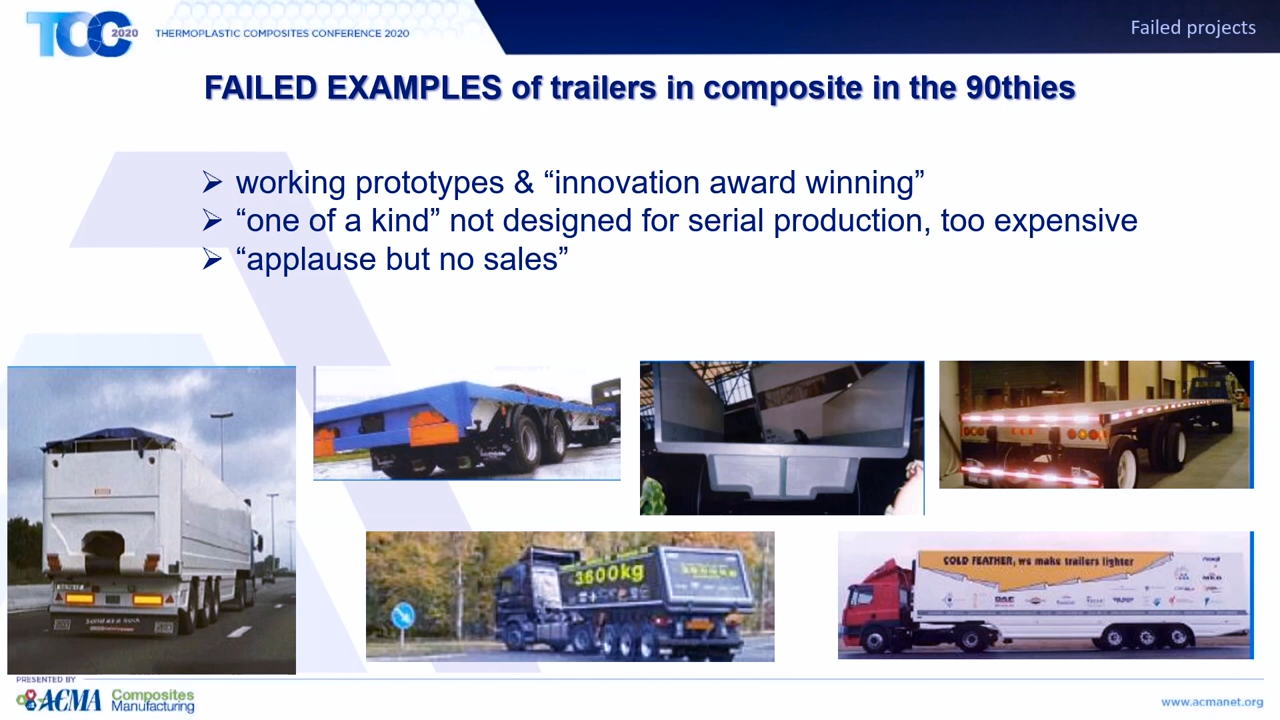 TCC 2020
THERMOPLASTIC COMPOSITES CONFERENCE 2020
Failed projects
FAILED EXAMPLES of trailers in composite in the 90thies
➢ working prototypes & “innovation award winning”
➢ “one of a kind” not designed for serial production, too expensive
➢ “applause but no sales”
3600kg
COLD FEATHER, we make trailers lighter
PRESENTED BY
ACMA Composites
Manufacturing
www.acmanet.org